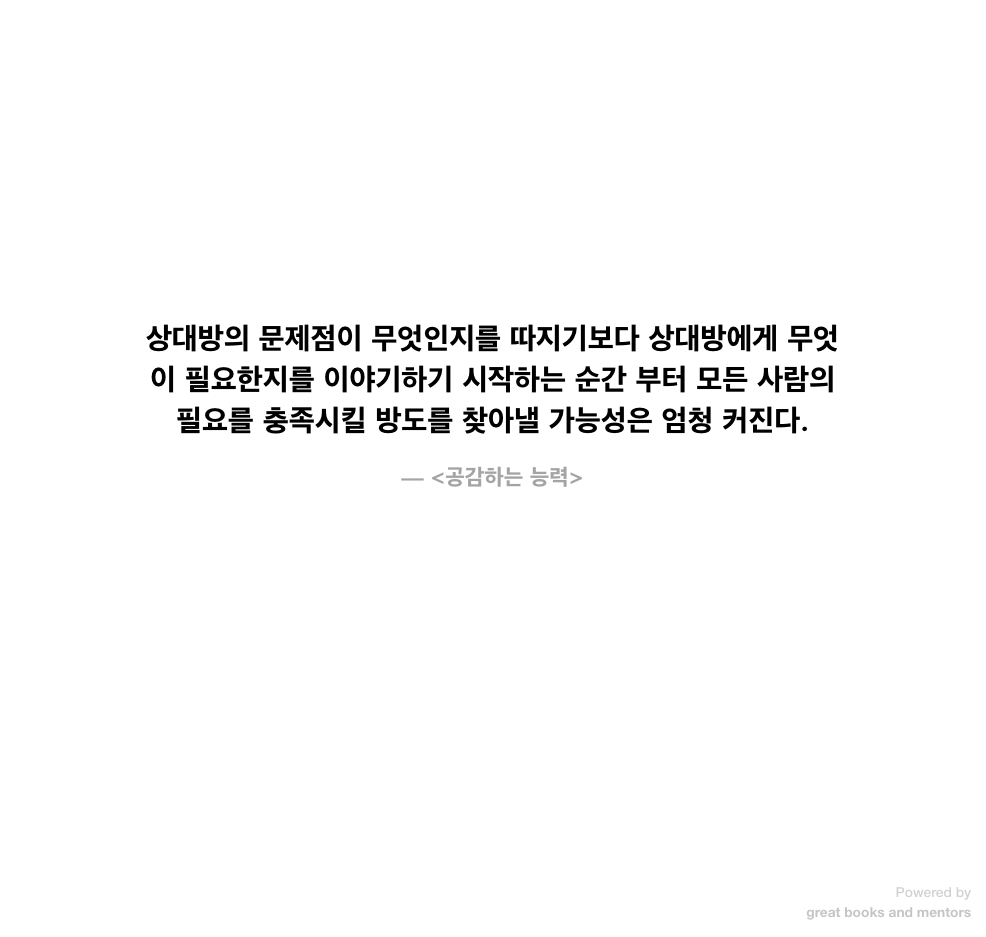 상대방의 문제점이 무엇인지를 따지기보다 상대방에게 무엇
이 필요한지를 이야기하기 시작하는 순간 부터 모든 사람의
필요를 충족시킬 방도를 찾아낼 가능성은 엄청 커진다.
— <공감하는 능력>
Powered by
great books and mentors